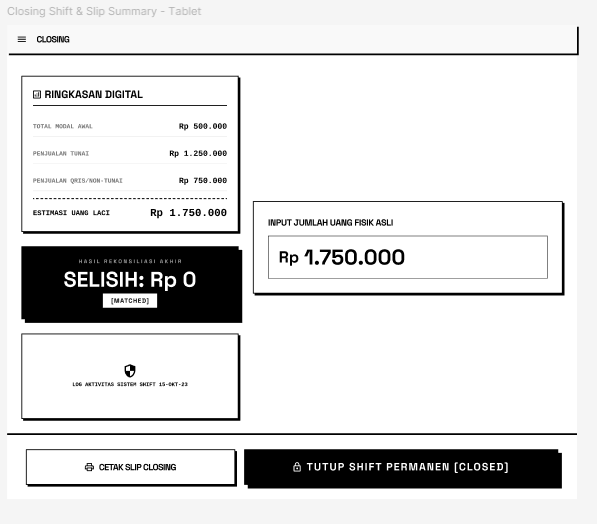 Closing Shift & Slip Summary - Tablet
CLOSING
RINGKASAN DIGITAL
TOTAL MODAL AWAL Rp 500.000
PENJUALAN TUNAI Rp 1.250.000
PENJUALAN QRIS/NON-TUNAI Rp 750.000
ESTIMASI UANG LACI Rp 1.750.000
HASIL REKONSILIASI AKHIR
SELISIH: Rp 0
[MATCHED]
LOG AKTIVITAS SISTEM SHIFT 15-OKT-23
INPUT JUMLAH UANG FISIK ASLI
Rp 1.750.000
CETAK SLIP CLOSING
TUTUP SHIFT PERMANEN [CLOSED]